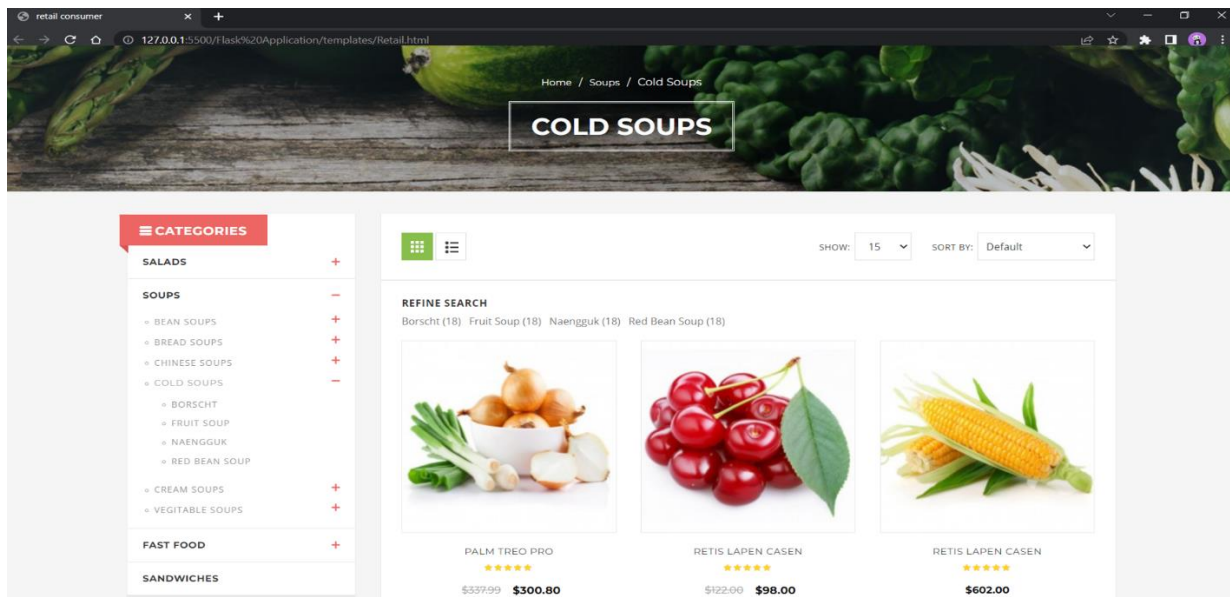 retail consumer
127.0.0.1:5500/Flask%20Application/templates/Retail.html
Home / Soups / Cold Soups
COLD SOUPS
CATEGORIES
SALADS
SOUPS
BEAN SOUPS
BREAD SOUPS
CHINESE SOUPS
COLD SOUPS
BORSCHT
FRUIT SOUP
NAENGGUK
RED BEAN SOUP
CREAM SOUPS
VEGITABLE SOUPS
FAST FOOD
SANDWICHES
SHOW: 15 SORT BY: Default
REFINE SEARCH
Borscht (18) Fruit Soup (18) Naengguk (18) Red Bean Soup (18)
PALM TREO PRO
$337.99 $300.80
RETIS LAPEN CASEN
$122.00 $98.00
RETIS LAPEN CASEN
$602.00